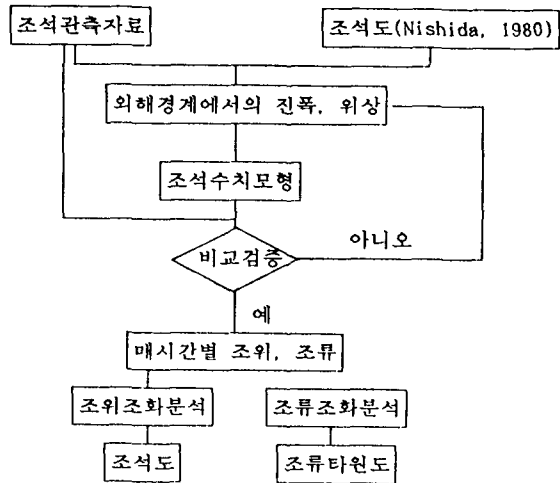 조석관측자료
조석도(Nishida, 1980)
외해경계에서의 진폭, 위상
조석수치모형
비교검증
아니오
예
매시간별 조위, 조류
조위조화분석
조류조화분석
조석도
조류타원도